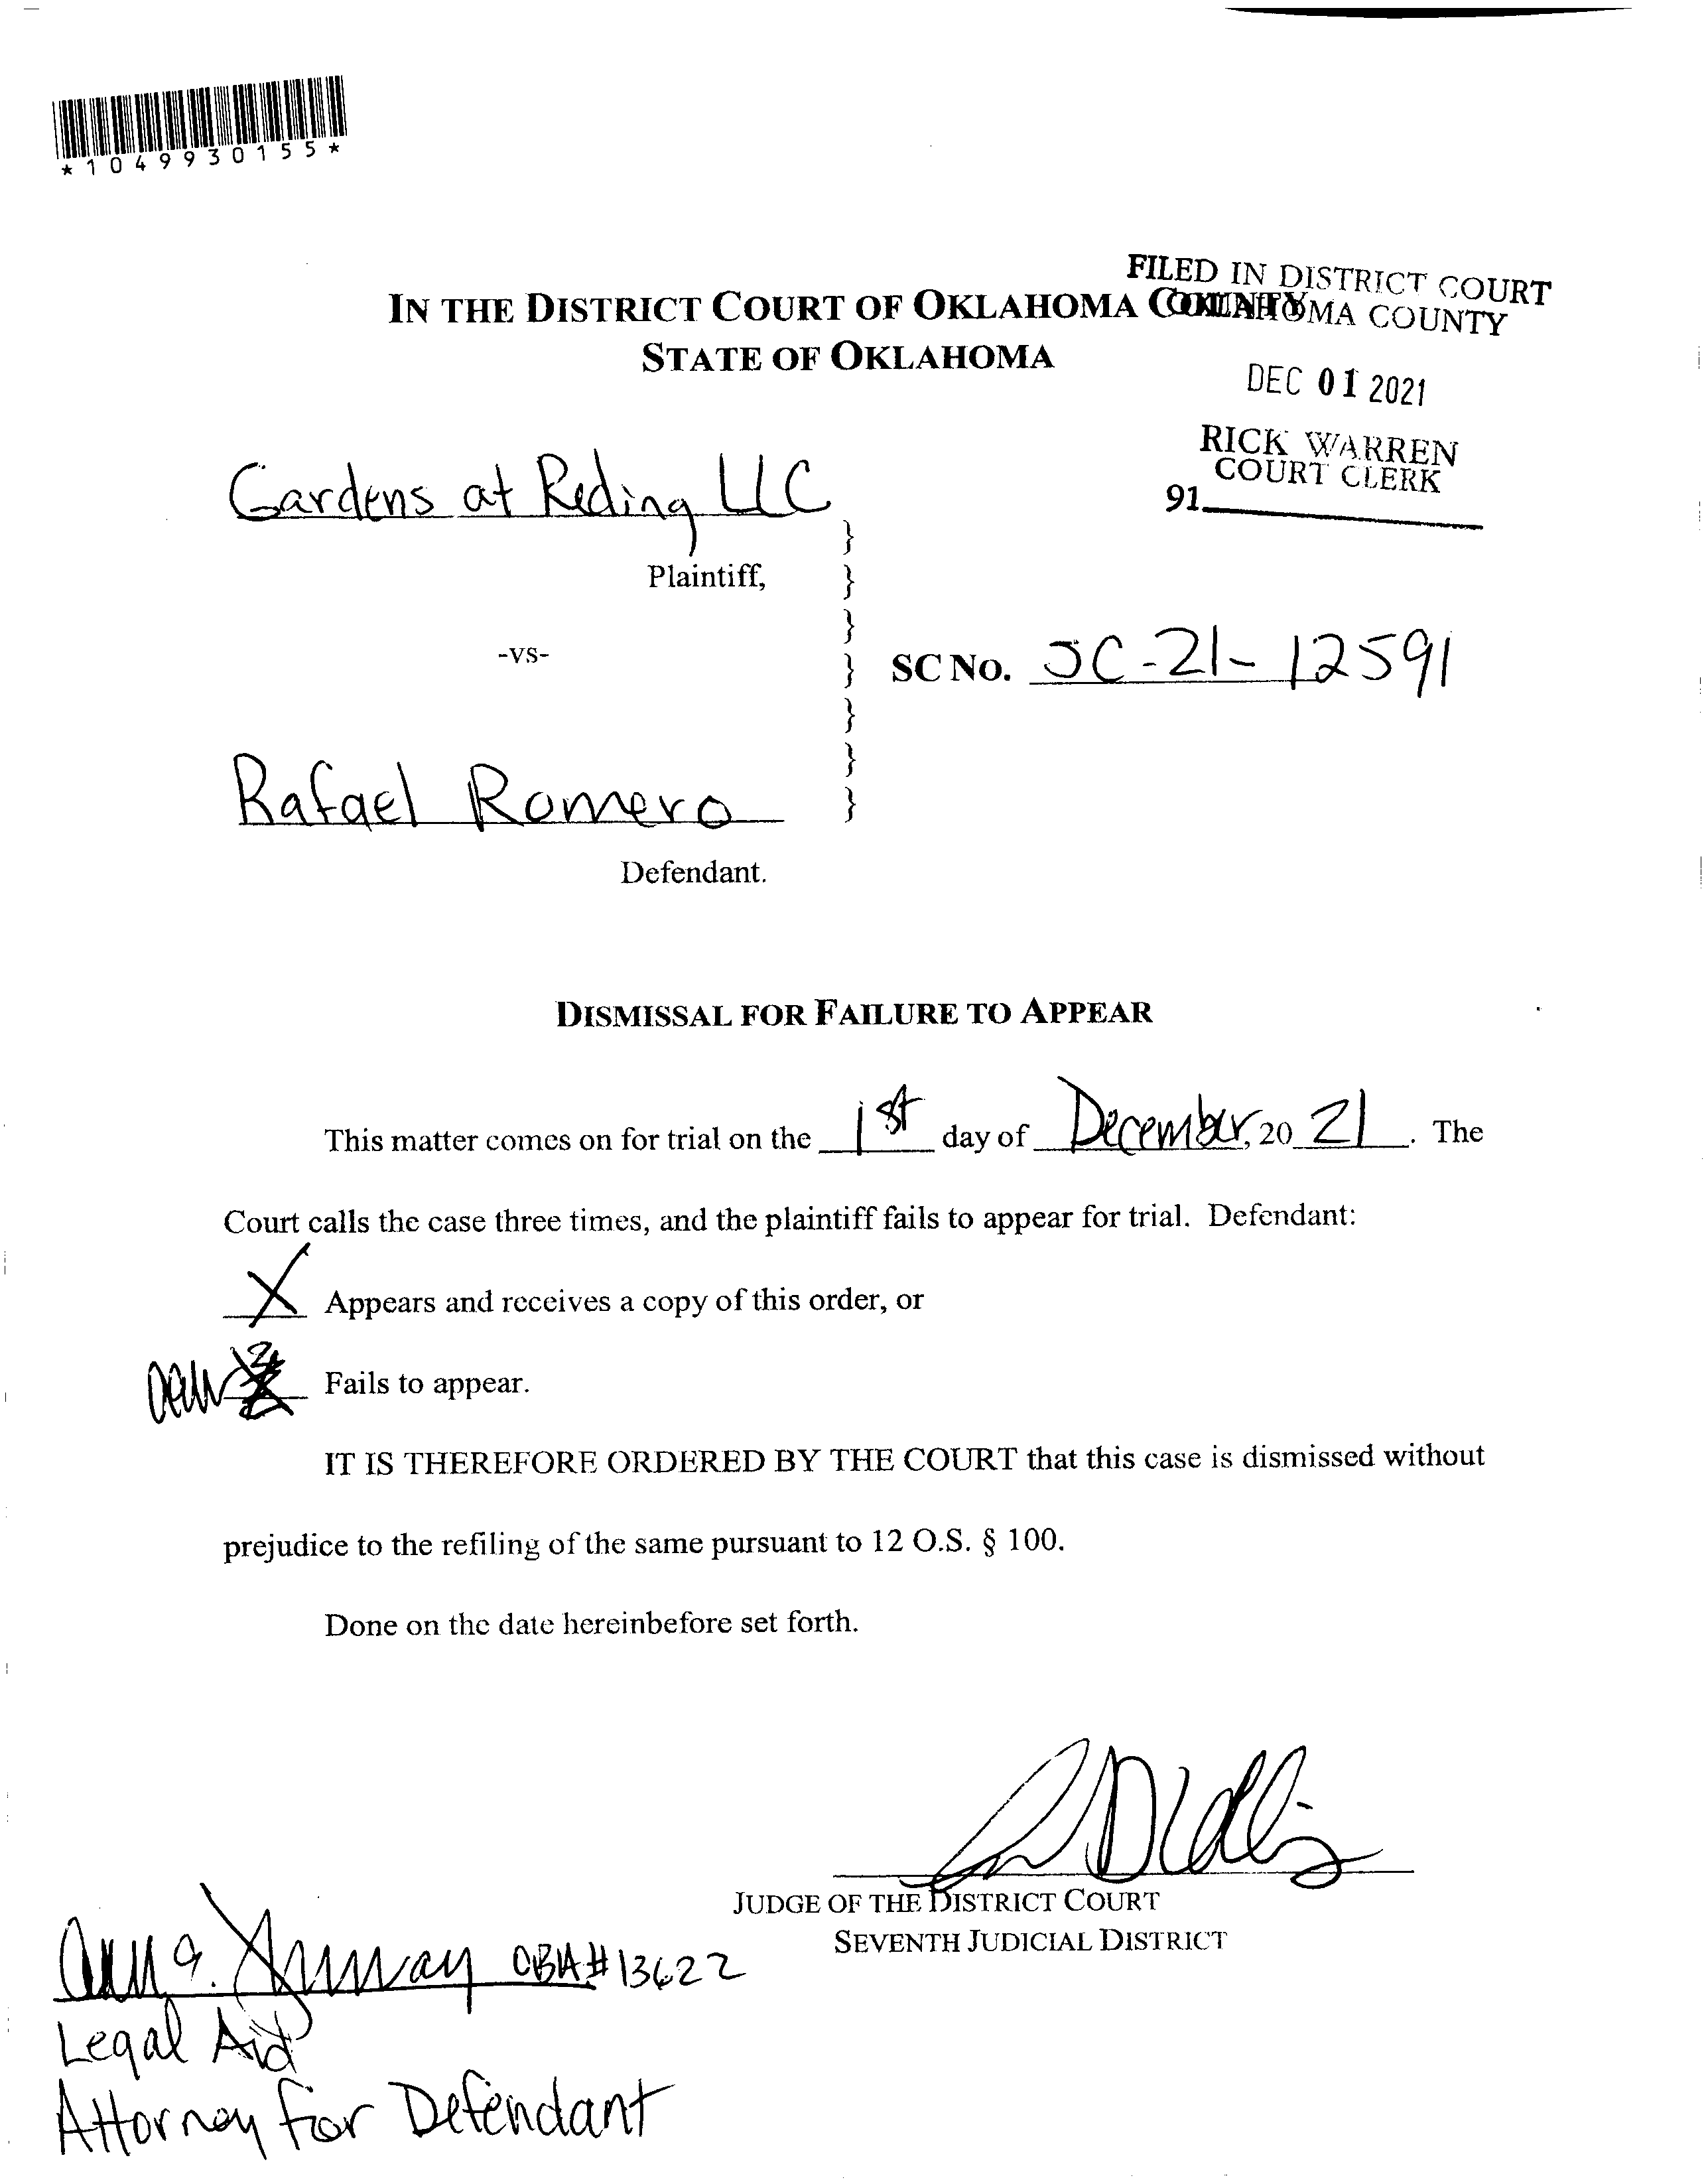 *1049930155*
FILED IN DISTRICT COURT
OKLAHOMA COUNTY
IN THE DISTRICT COURT OF OKLAHOMA COUNTY
STATE OF OKLAHOMA
DEC 01 2021
RICK WARREN
COURT CLERK
91
Gardens at Reding LLC
Plaintiff,
-vs-
SC No. SC-21-12591
Rafael Romero
Defendant.
DISMISSAL FOR FAILURE TO APPEAR
This matter comes on for trial on the 1st day of December, 20 21. The
Court calls the case three times, and the plaintiff fails to appear for trial. Defendant:
X Appears and receives a copy of this order, or
Fails to appear.
IT IS THEREFORE ORDERED BY THE COURT that this case is dismissed without
prejudice to the refiling of the same pursuant to 12 O.S. § 100.
Done on the date hereinbefore set forth.
JUDGE OF THE DISTRICT COURT
SEVENTH JUDICIAL DISTRICT
OBA# 13622
Legal Aid
Attorney for Defendant